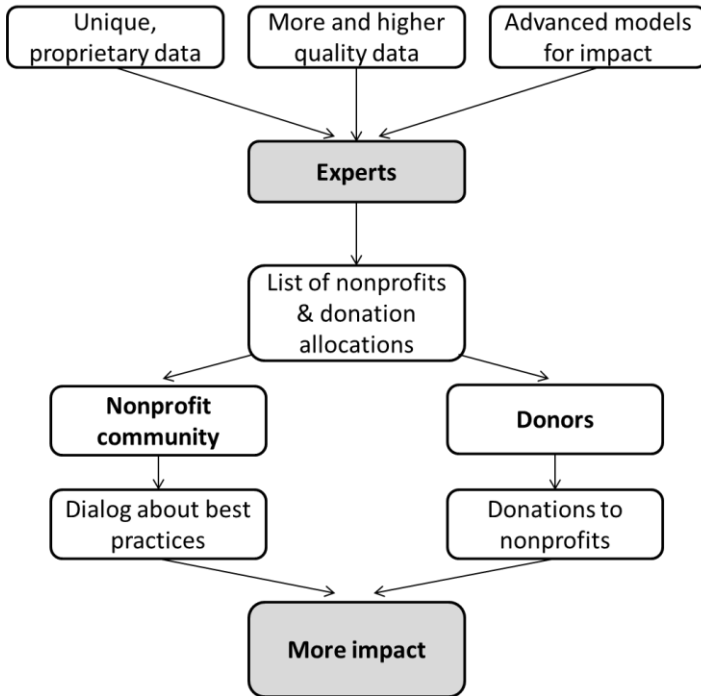 Unique,
proprietary data
More and higher
quality data
Advanced models
for impact
Experts
List of nonprofits
& donation
allocations
Nonprofit
community
Donors
Dialog about best
practices
Donations to
nonprofits
More impact